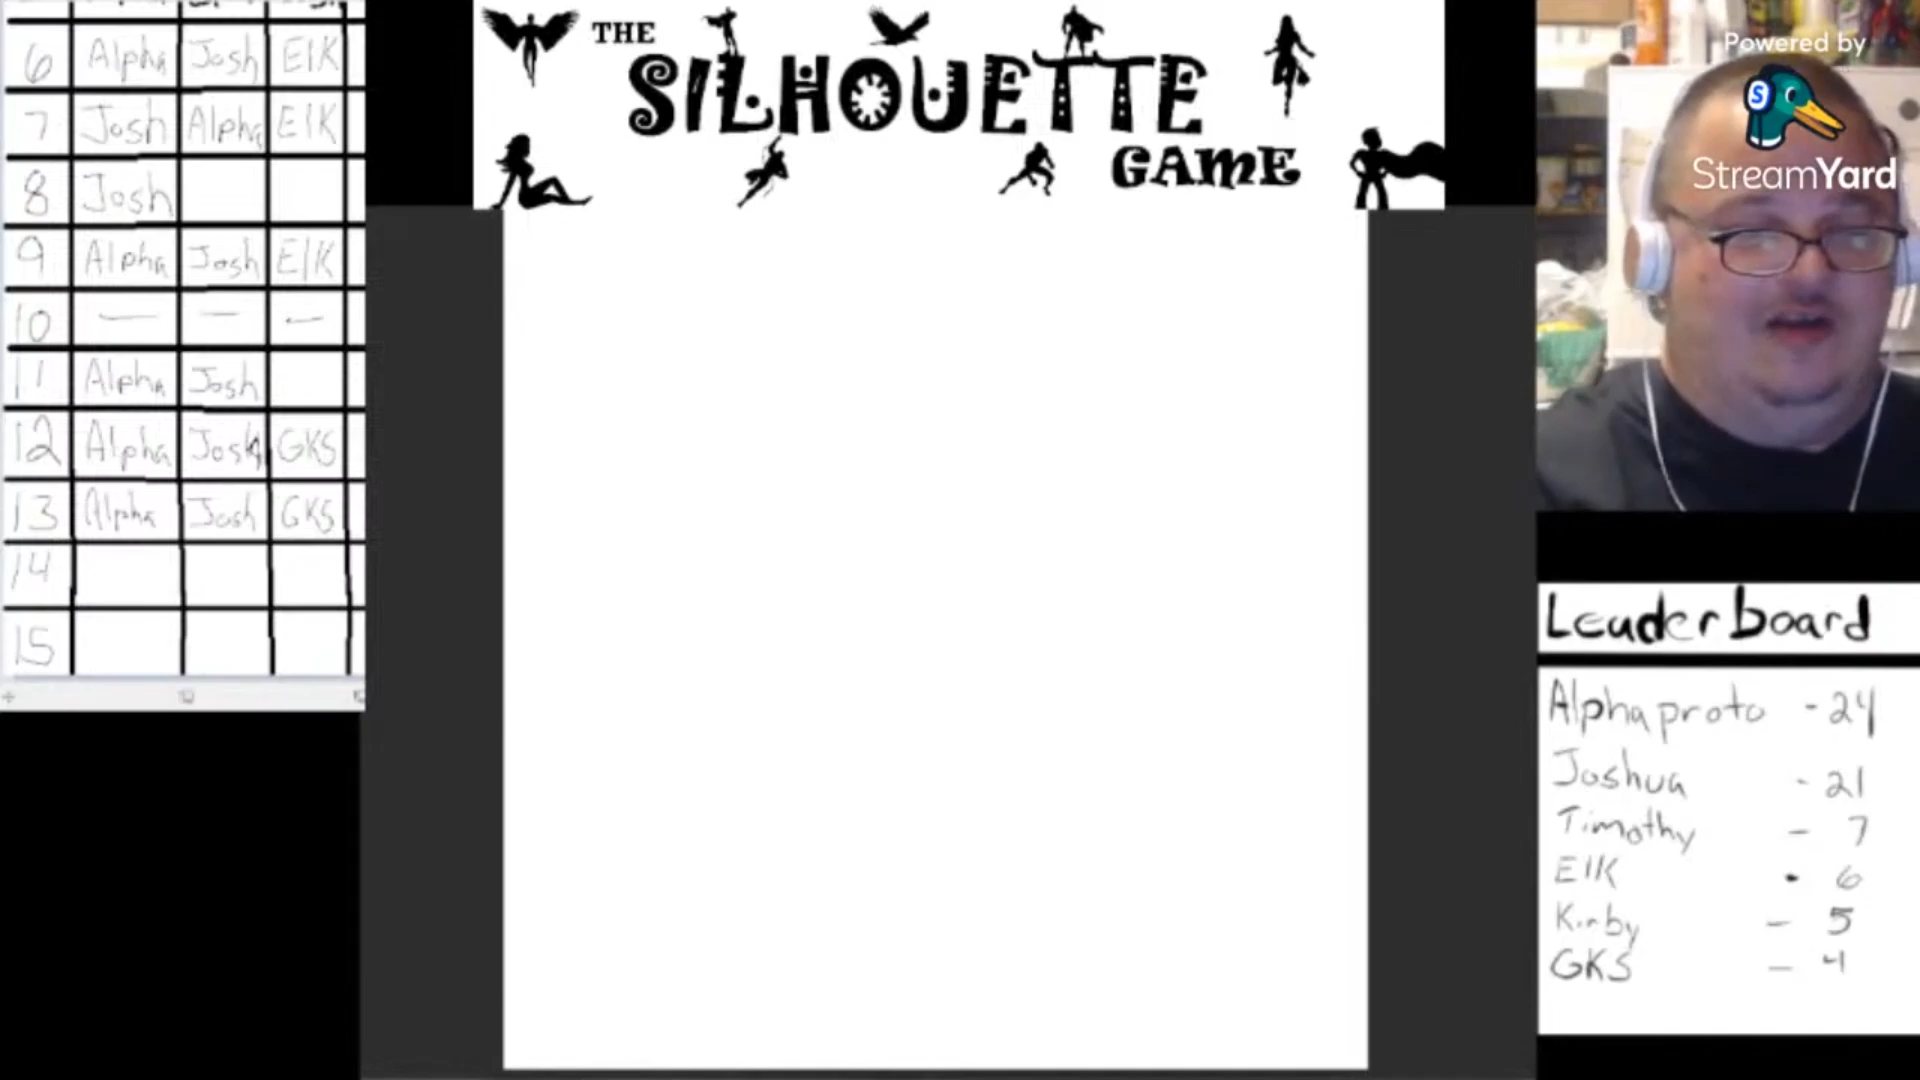 6 Alpha Josh Elk
7 Josh Alpha Elk
8 Josh
9 Alpha Josh Elk
10 — — —
11 Alpha Josh
12 Alpha Josh GKS
13 Alpha Josh GKS
14
15
THE
SILHOUETTE
GAME
Powered by
S
StreamYard
Leaderboard
Alphaproto - 24
Joshua - 21
Timothy - 7
Elk - 6
Kirby - 5
GKS - 4